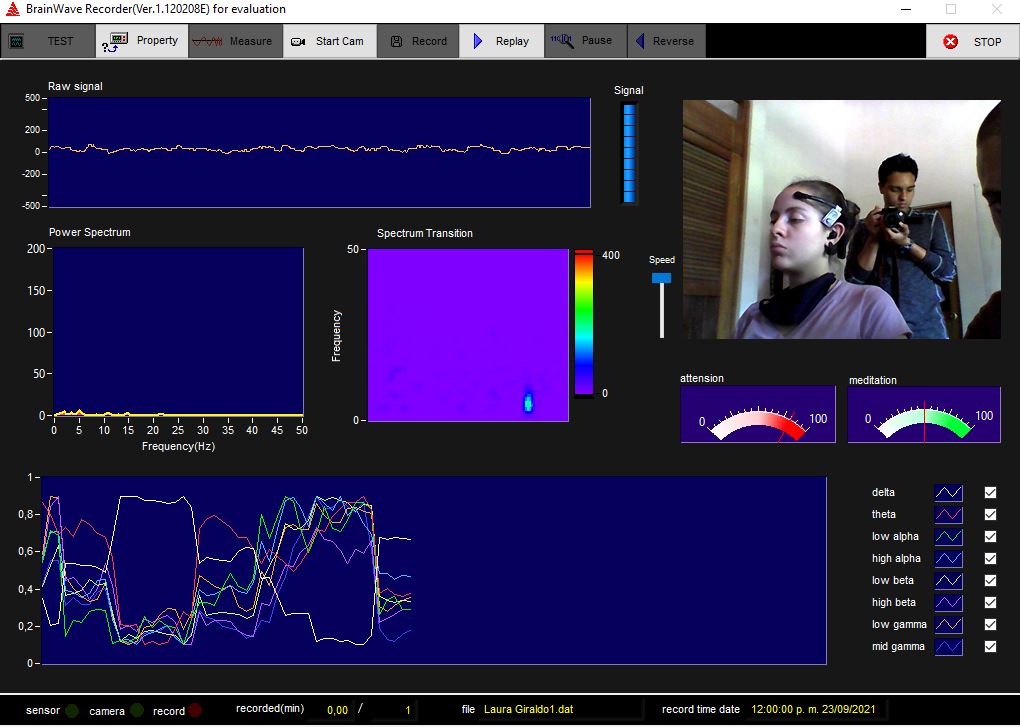 BrainWave Recorder(Ver.1.120208E) for evaluation
TEST Property Measure Start Cam Record Replay Pause Reverse STOP
Raw signal
500
200
0
-200
-500
Signal
Power Spectrum
200
150
100
50
0
0 5 10 15 20 25 30 35 40 45 50
Frequency(Hz)
Spectrum Transition
50
Frequency
0
400
0
Speed
attension
0 100
meditation
0 100
1
0,8
0,6
0,4
0,2
0
delta
theta
low alpha
high alpha
low beta
high beta
low gamma
mid gamma
sensor camera record recorded(min) 0,00 / 1 file Laura Giraldo1.dat record time date 12:00:00 p. m. 23/09/2021